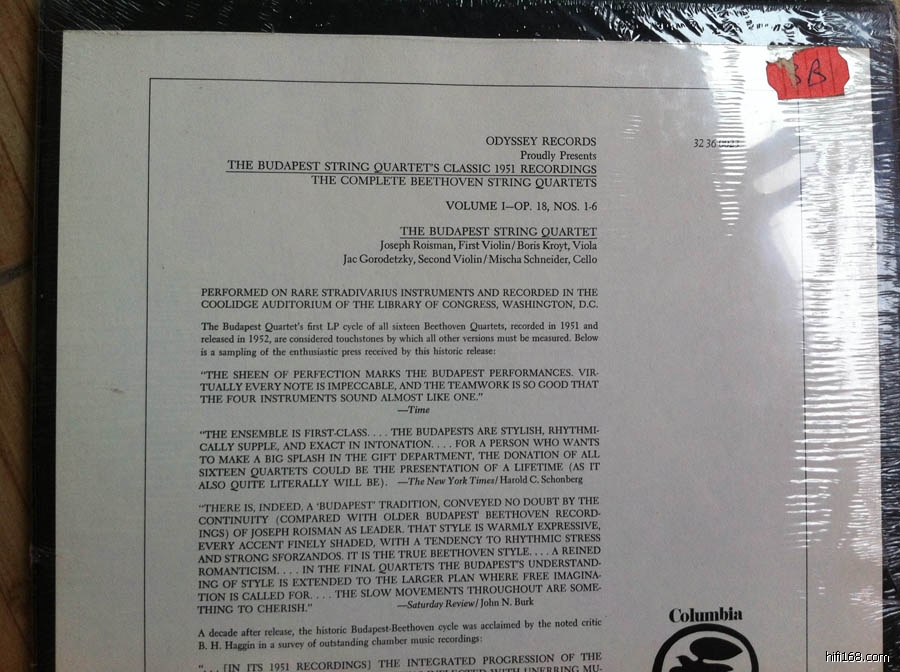 3B
ODYSSEY RECORDS
32 36 0023
Proudly Presents
THE BUDAPEST STRING QUARTET'S CLASSIC 1951 RECORDINGS
THE COMPLETE BEETHOVEN STRING QUARTETS
VOLUME I—OP. 18, NOS. 1-6
THE BUDAPEST STRING QUARTET
Joseph Roisman, First Violin/Boris Kroyt, Viola
Jac Gorodetzky, Second Violin/Mischa Schneider, Cello
PERFORMED ON RARE STRADIVARIUS INSTRUMENTS AND RECORDED IN THE
COOLIDGE AUDITORIUM OF THE LIBRARY OF CONGRESS, WASHINGTON, D.C.
The Budapest Quartet's first LP cycle of all sixteen Beethoven Quartets, recorded in 1951 and
released in 1952, are considered touchstones by which all other versions must be measured. Below
is a sampling of the enthusiastic press received by this historic release:
"THE SHEEN OF PERFECTION MARKS THE BUDAPEST PERFORMANCES. VIR-
TUALLY EVERY NOTE IS IMPECCABLE, AND THE TEAMWORK IS SO GOOD THAT
THE FOUR INSTRUMENTS SOUND ALMOST LIKE ONE."
—Time
"THE ENSEMBLE IS FIRST-CLASS. . . . THE BUDAPESTS ARE STYLISH, RHYTHMI-
CALLY SUPPLE, AND EXACT IN INTONATION. . . . FOR A PERSON WHO WANTS
TO MAKE A BIG SPLASH IN THE GIFT DEPARTMENT, THE DONATION OF ALL
SIXTEEN QUARTETS COULD BE THE PRESENTATION OF A LIFETIME (AS IT
ALSO QUITE LITERALLY WILL BE). —The New York Times/Harold C. Schonberg
"THERE IS, INDEED, A 'BUDAPEST' TRADITION, CONVEYED NO DOUBT BY THE
CONTINUITY (COMPARED WITH OLDER BUDAPEST BEETHOVEN RECORD-
INGS) OF JOSEPH ROISMAN AS LEADER. THAT STYLE IS WARMLY EXPRESSIVE,
EVERY ACCENT FINELY SHADED, WITH A TENDENCY TO RHYTHMIC STRESS
AND STRONG SFORZANDOS. IT IS THE TRUE BEETHOVEN STYLE. . . . A REINED
ROMANTICISM. . . . IN THE FINAL QUARTETS THE BUDAPEST'S UNDERSTAND-
ING OF STYLE IS EXTENDED TO THE LARGER PLAN WHERE FREE IMAGINA-
TION IS CALLED FOR. . . . THE SLOW MOVEMENTS THROUGHOUT ARE SOME-
THING TO CHERISH." —Saturday Review/John N. Burk
A decade after release, the historic Budapest-Beethoven cycle was acclaimed by the noted critic
B. H. Haggin in a survey of outstanding chamber music recordings:
". . . [IN ITS 1951 RECORDINGS] THE INTEGRATED PROGRESSION OF THE
Columbia
hifi168.com